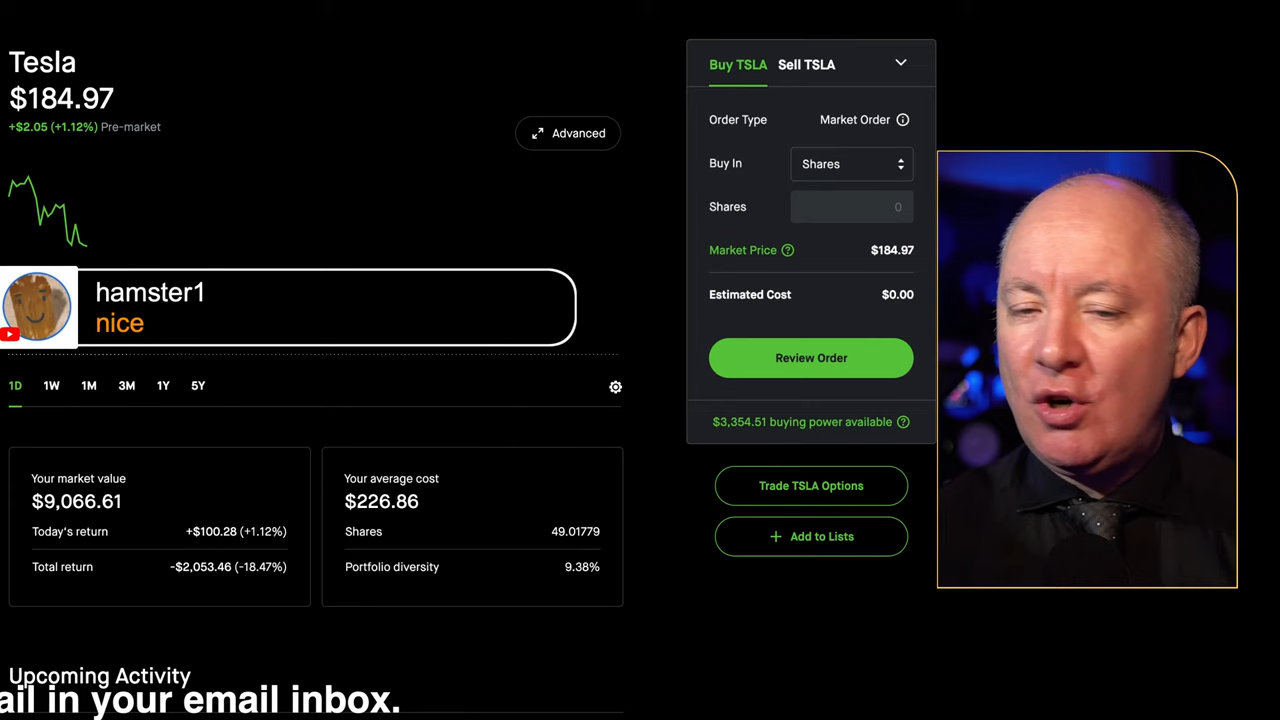 Tesla
$184.97
+$2.05 (+1.12%) Pre-market
Advanced
hamster1
nice
1D 1W 1M 3M 1Y 5Y
Your market value
$9,066.61
Today's return +$100.28 (+1.12%)
Total return -$2,053.46 (-18.47%)
Your average cost
$226.86
Shares 49.01779
Portfolio diversity 9.38%
Upcoming Activity
ail in your email inbox.
Buy TSLA Sell TSLA
Order Type Market Order
Buy In Shares
Shares 0
Market Price $184.97
Estimated Cost $0.00
Review Order
$3,354.51 buying power available
Trade TSLA Options
+ Add to Lists